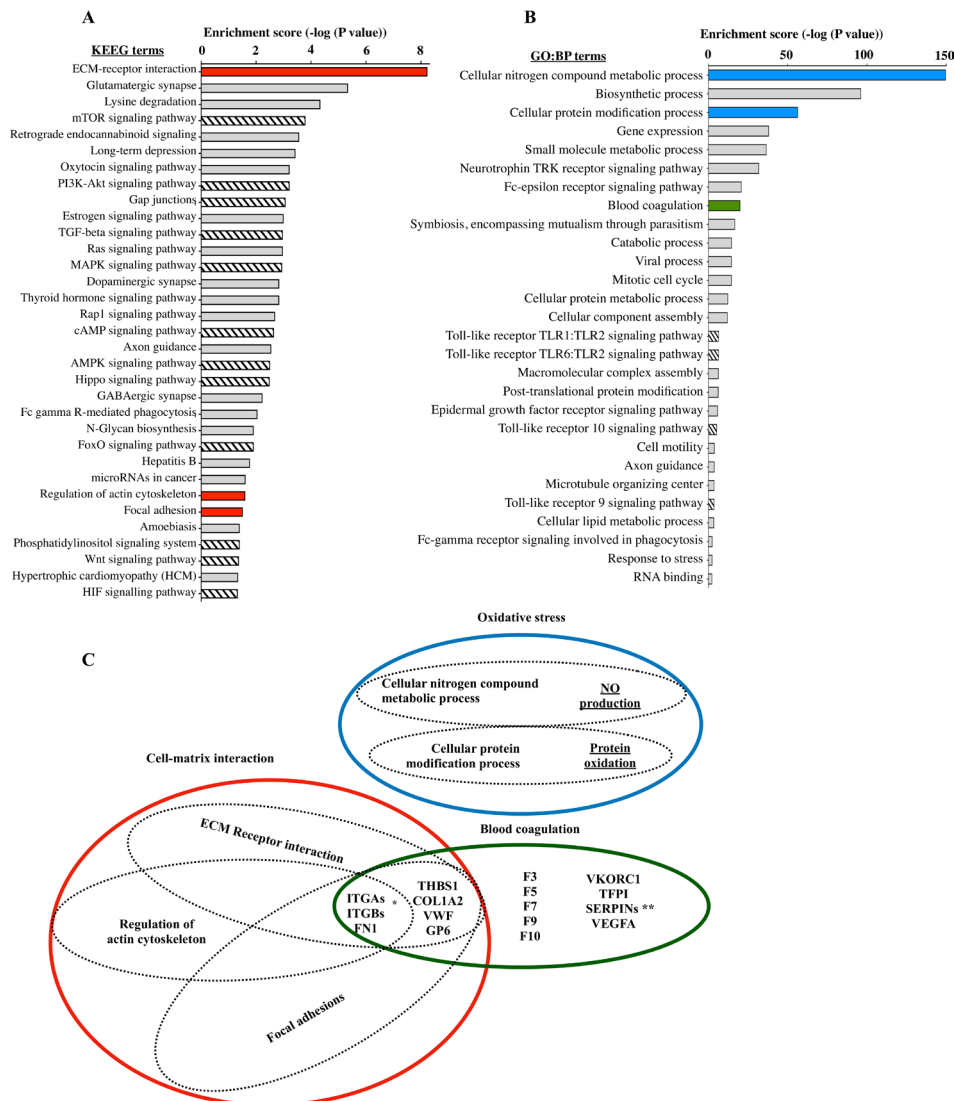 A
Enrichment score (-log (P value))
KEEG terms
0 2 4 6 8
ECM-receptor interaction
Glutamatergic synapse
Lysine degradation
mTOR signaling pathway
Retrograde endocannabinoid signaling
Long-term depression
Oxytocin signaling pathway
PI3K-Akt signaling pathway
Gap junctions
Estrogen signaling pathway
TGF-beta signaling pathway
Ras signaling pathway
MAPK signaling pathway
Dopaminergic synapse
Thyroid hormone signaling pathway
Rap1 signaling pathway
cAMP signaling pathway
Axon guidance
AMPK signaling pathway
Hippo signaling pathway
GABAergic synapse
Fc gamma R-mediated phagocytosis
N-Glycan biosynthesis
FoxO signaling pathway
Hepatitis B
microRNAs in cancer
Regulation of actin cytoskeleton
Focal adhesion
Amoebiasis
Phosphatidylinositol signaling system
Wnt signaling pathway
Hypertrophic cardiomyopathy (HCM)
HIF signalling pathway
B
Enrichment score (-log (P value))
GO:BP terms
0 50 100 150
Cellular nitrogen compound metabolic process
Biosynthetic process
Cellular protein modification process
Gene expression
Small molecule metabolic process
Neurotrophin TRK receptor signaling pathway
Fc-epsilon receptor signaling pathway
Blood coagulation
Symbiosis, encompassing mutualism through parasitism
Catabolic process
Viral process
Mitotic cell cycle
Cellular protein metabolic process
Cellular component assembly
Toll-like receptor TLR1:TLR2 signaling pathway
Toll-like receptor TLR6:TLR2 signaling pathway
Macromolecular complex assembly
Post-translational protein modification
Epidermal growth factor receptor signaling pathway
Toll-like receptor 10 signaling pathway
Cell motility
Axon guidance
Microtubule organizing center
Toll-like receptor 9 signaling pathway
Cellular lipid metabolic process
Fc-gamma receptor signaling involved in phagocytosis
Response to stress
RNA binding
C
Oxidative stress
Cellular nitrogen compound
metabolic process
NO
production
Cellular protein
modification process
Protein
oxidation
Cell-matrix interaction
ECM Receptor interaction
Regulation of
actin cytoskeleton
Focal adhesions
ITGAs *
ITGBs
FN1
THBS1
COL1A2
VWF
GP6
Blood coagulation
F3
F5
F7
F9
F10
VKORC1
TFPI
SERPINs **
VEGFA